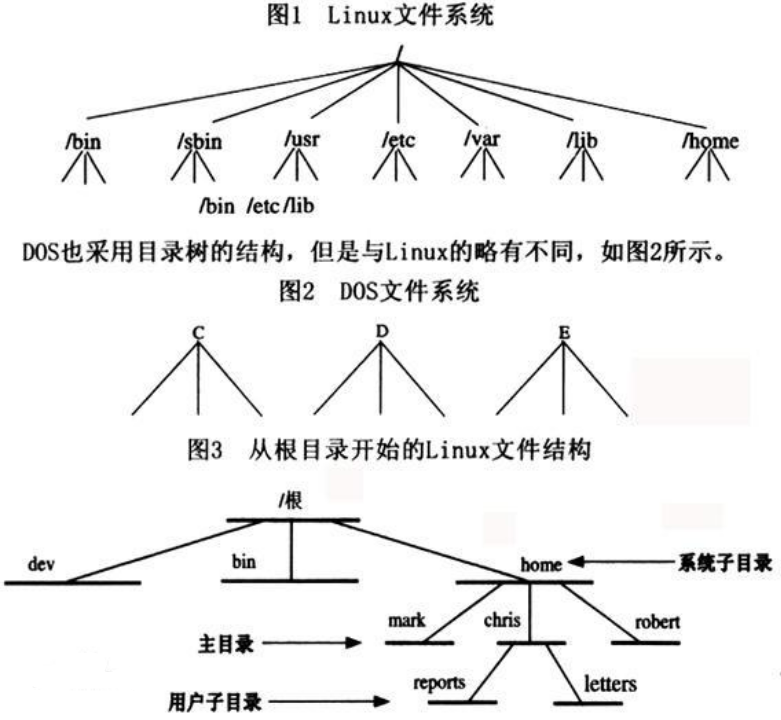 图1 Linux文件系统
/
/bin /sbin /usr /etc /var /lib /home
/bin /etc /lib
DOS也采用目录树的结构，但是与Linux的略有不同，如图2所示。
图2 DOS文件系统
C D E
图3 从根目录开始的Linux文件结构
/根
dev bin home 系统子目录
mark chris robert
主目录
reports letters
用户子目录